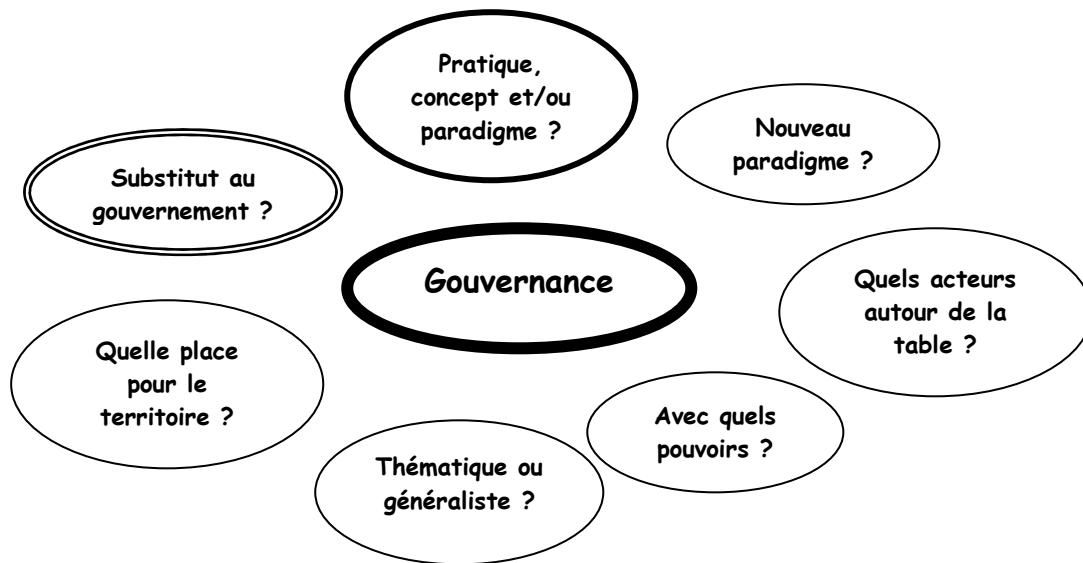 Pratique,
concept et/ou
paradigme ?
Nouveau
paradigme ?
Substitut au
gouvernement ?
Gouvernance
Quels acteurs
autour de la
table ?
Quelle place
pour le
territoire ?
Avec quels
pouvoirs ?
Thématique ou
généraliste ?